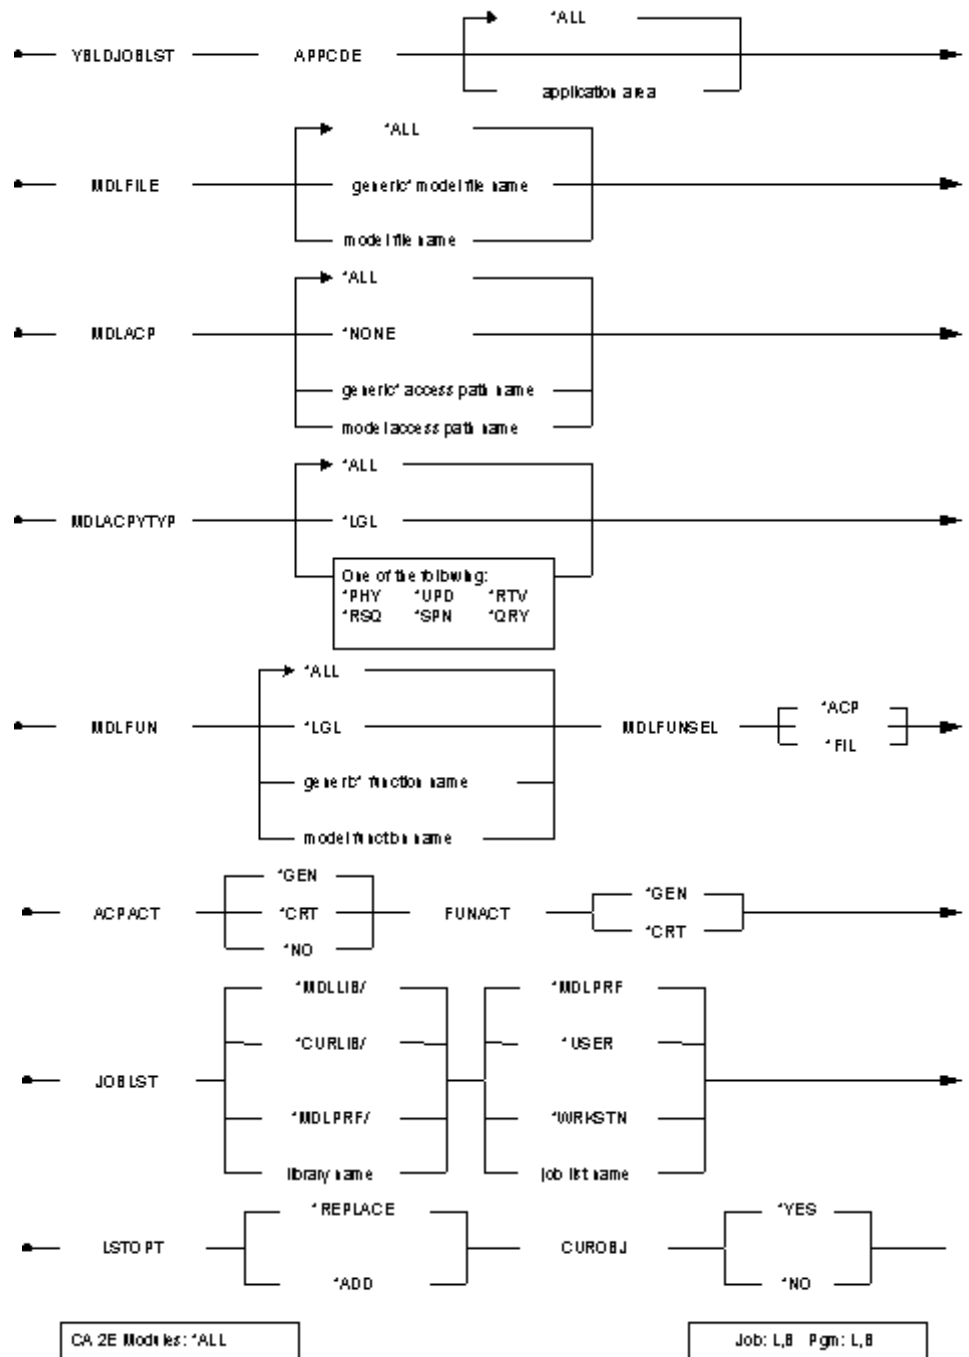 *ALL
YBLDJOBLST APPCDE
application area
*ALL
MDLFILE generic* model file name
model file name
*ALL
MDLACP *NONE
generic* access path name
model access path name
*ALL
MDLACPYTYP *LGL
One of the following:
*PHY *UPD *RTV
*RSQ *SPN *QRY
*ALL
MDLFUN *LGL MDLFUNSEL *ACP
*FIL
generic* function name
model function name
*GEN
ACPACT *CRT FUNACT *GEN
*CRT
*NO
*MDLLIB/ *MDLPRF
*CURLIB/ *USER
JOBLST
*MDLPRF/ *WRKSTN
library name job list name
*REPLACE *YES
LSTOPT CUROBJ
*ADD *NO
CA 2E Modules: *ALL Job: L,B Pgm: L,B